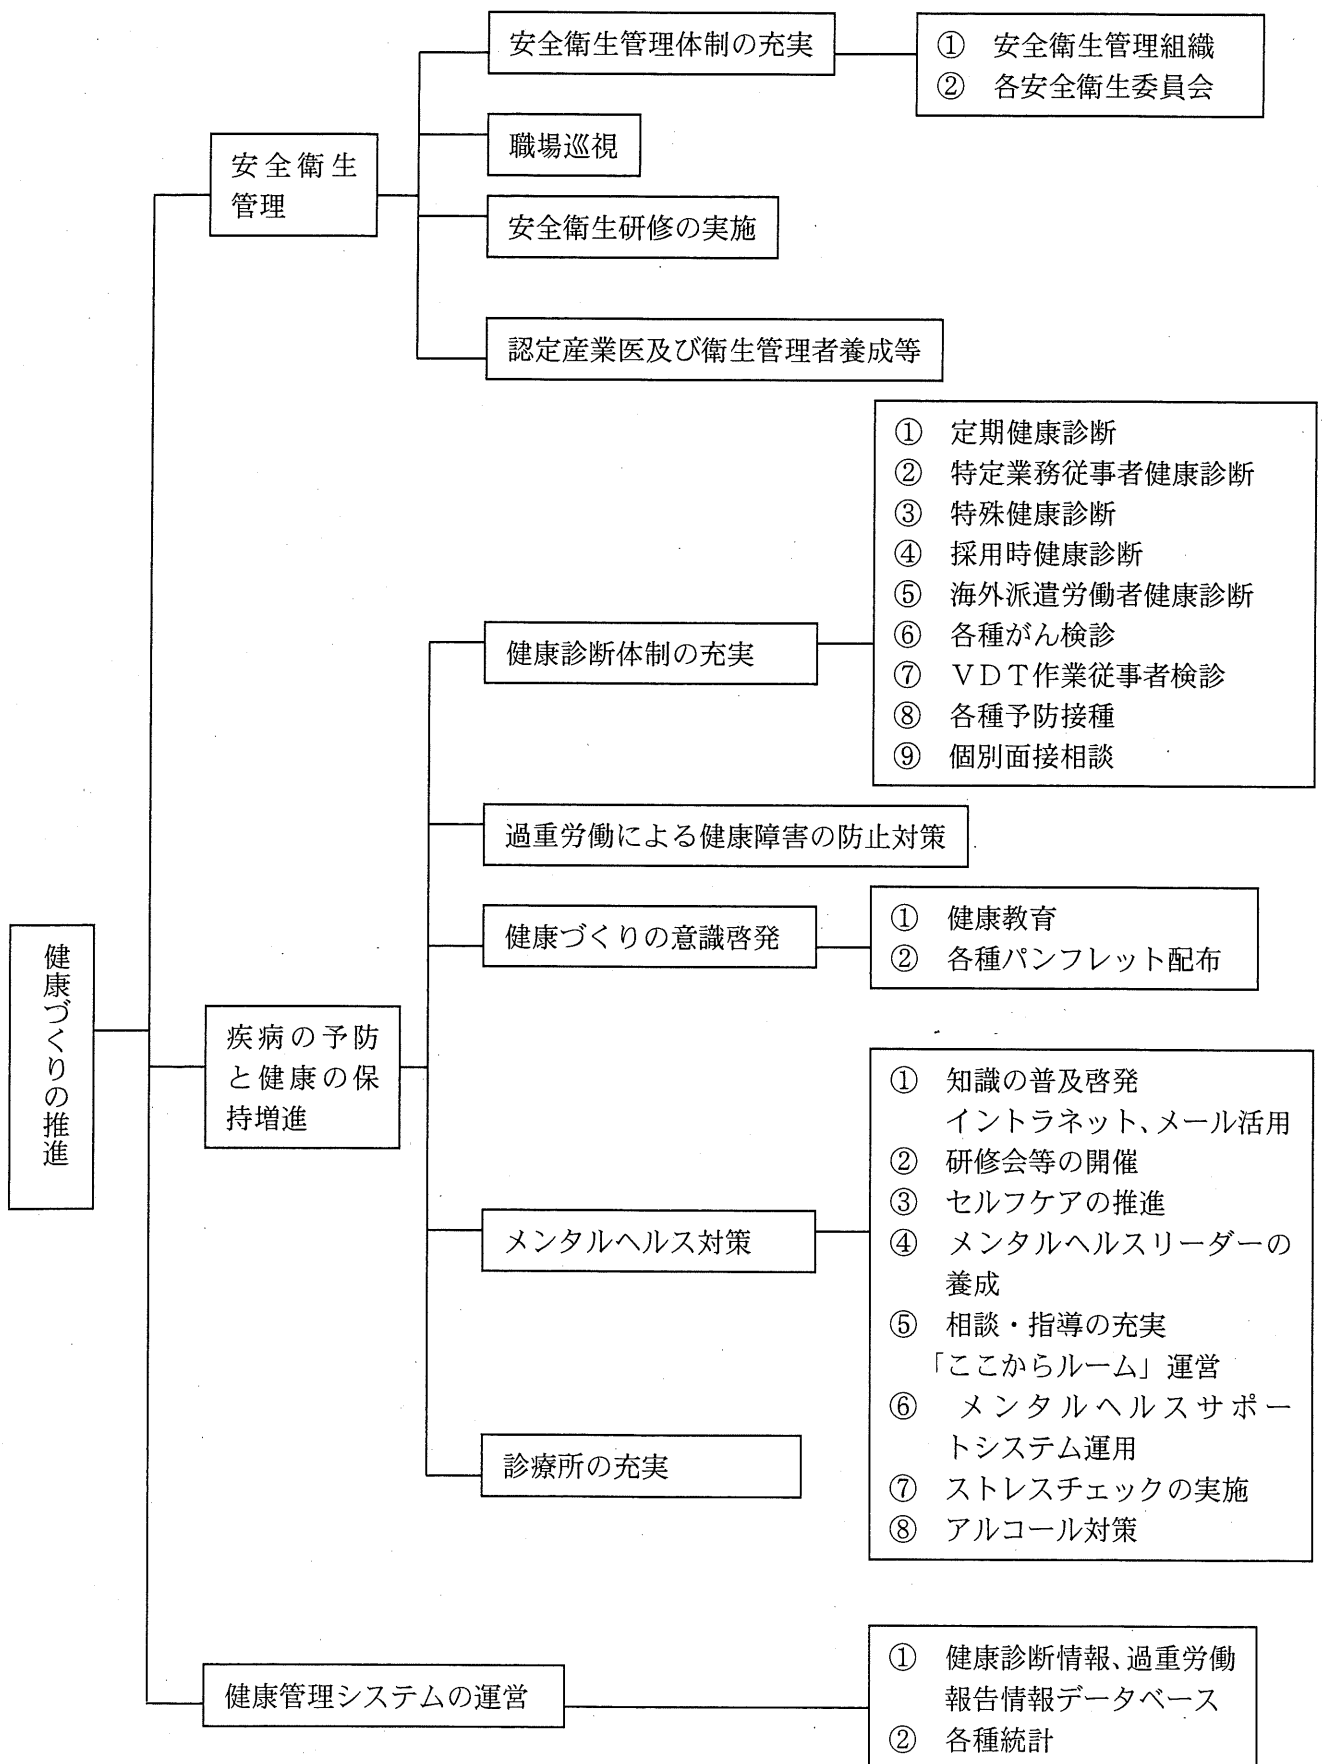 安全衛生管理体制の充実
① 安全衛生管理組織
② 各安全衛生委員会
職場巡視
安全衛生
管理
安全衛生研修の実施
認定産業医及び衛生管理者養成等
① 定期健康診断
② 特定業務従事者健康診断
③ 特殊健康診断
④ 採用時健康診断
⑤ 海外派遣労働者健康診断
⑥ 各種がん検診
⑦ ＶＤＴ作業従事者検診
⑧ 各種予防接種
⑨ 個別面接相談
健康診断体制の充実
過重労働による健康障害の防止対策
健康づくりの意識啓発
① 健康教育
② 各種パンフレット配布
健康づくりの推進
疾病の予防
と健康の保
持増進
メンタルヘルス対策
① 知識の普及啓発
イントラネット、メール活用
② 研修会等の開催
③ セルフケアの推進
④ メンタルヘルスリーダーの
養成
⑤ 相談・指導の充実
「ここからルーム」運営
⑥ メンタルヘルスサポー
トシステム運用
⑦ ストレスチェックの実施
⑧ アルコール対策
診療所の充実
健康管理システムの運営
① 健康診断情報、過重労働
報告情報データベース
② 各種統計